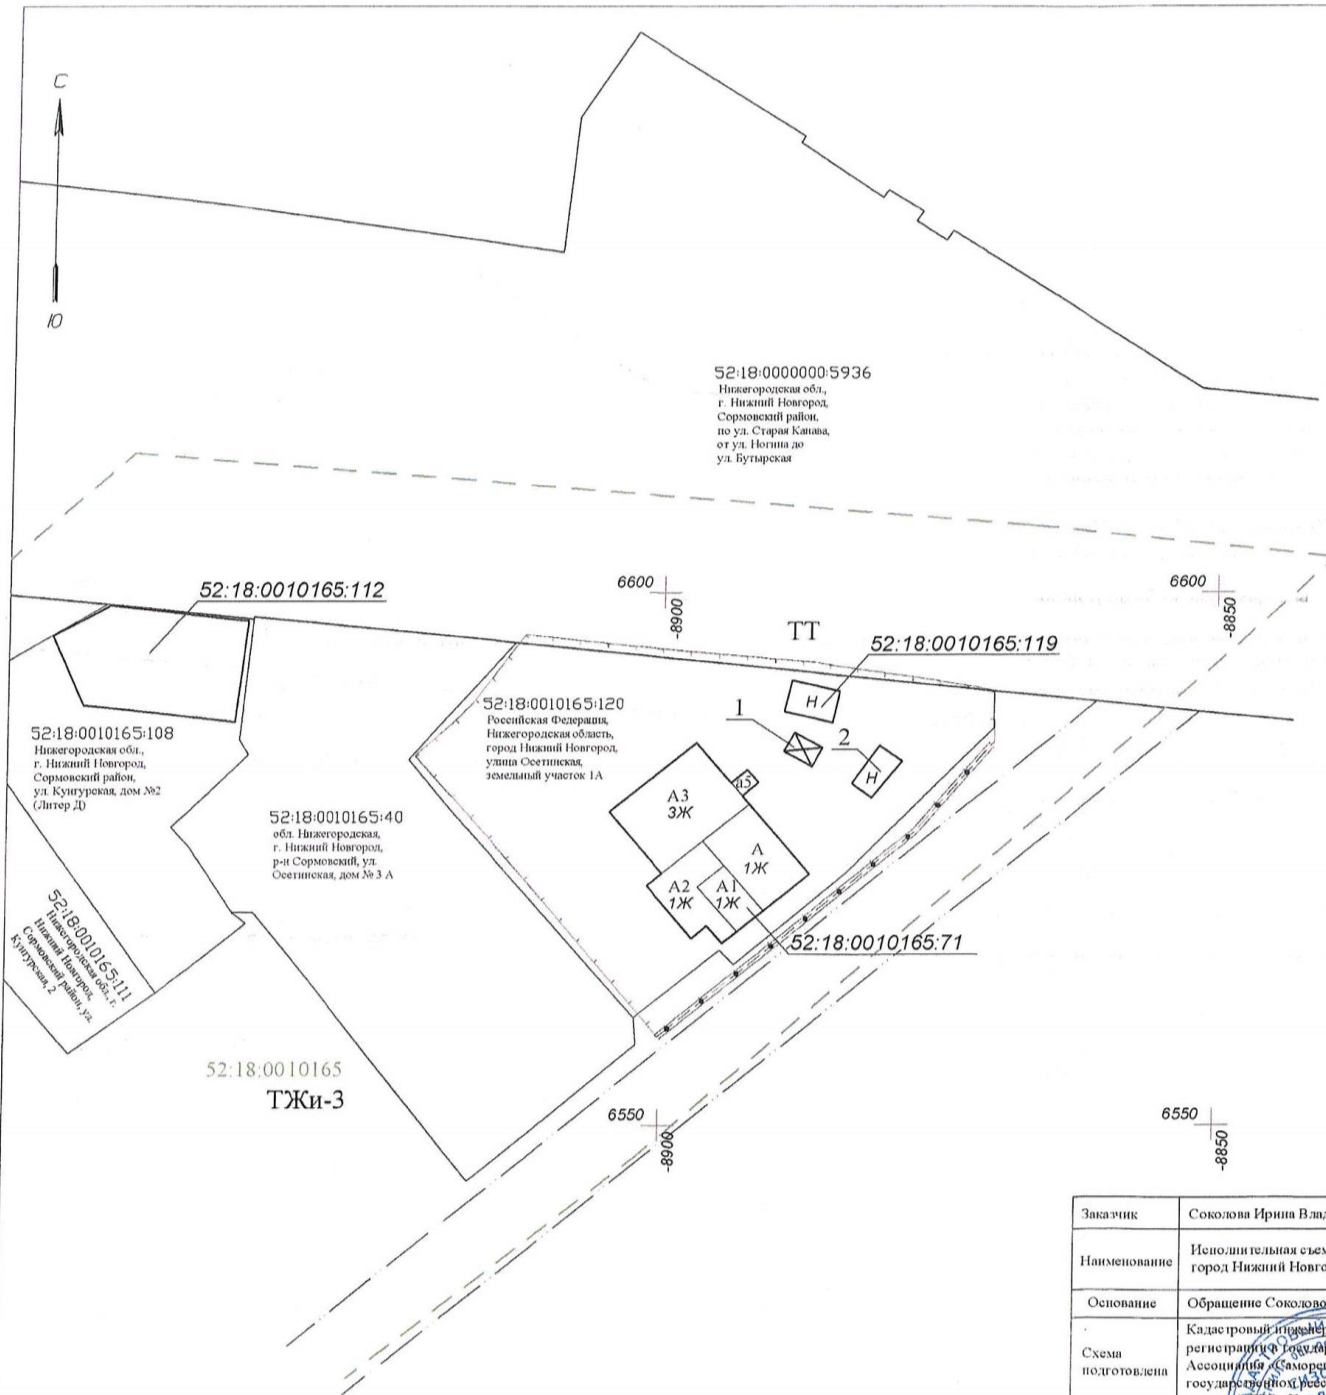 С
Ю
52:18:0000000:5936
Нижегородская обл.,
г. Нижний Новгород,
Сормовский район,
по ул. Старая Канава,
от ул. Ногина до
ул. Бутырская
52:18:0010165:112
6600
-8900
6600
-8850
ТТ
52:18:0010165:119
52:18:0010165:120
Российская Федерация,
Нижегородская область,
город Нижний Новгород,
улица Осетинская,
земельный участок 1А
Н
1
2
Н
52:18:0010165:108
Нижегородская обл.,
г. Нижний Новгород,
Сормовский район,
ул. Кунгурская, дом №2
(Литер Д)
а5
А3
3Ж
А
1Ж
А2
1Ж
А1
1Ж
52:18:0010165:40
обл. Нижегородская,
г. Нижний Новгород,
р-н Сормовский, ул.
Осетинская, дом № 3 А
52:18:0010165:71
52:18:0010165:111
Нижегородская обл., г.
Нижний Новгород,
Сормовский район, ул.
Кунгурская, 2
52:18:0010165
ТЖи-3
6550
-8900
6550
-8850
Заказчик
Соколова Ирина
Наименование
Исполнительная
город Нижний
Основание
Обращение
Схема
подготовлена
Кадастровый инженер
регистрации в
Ассоциация
государственном